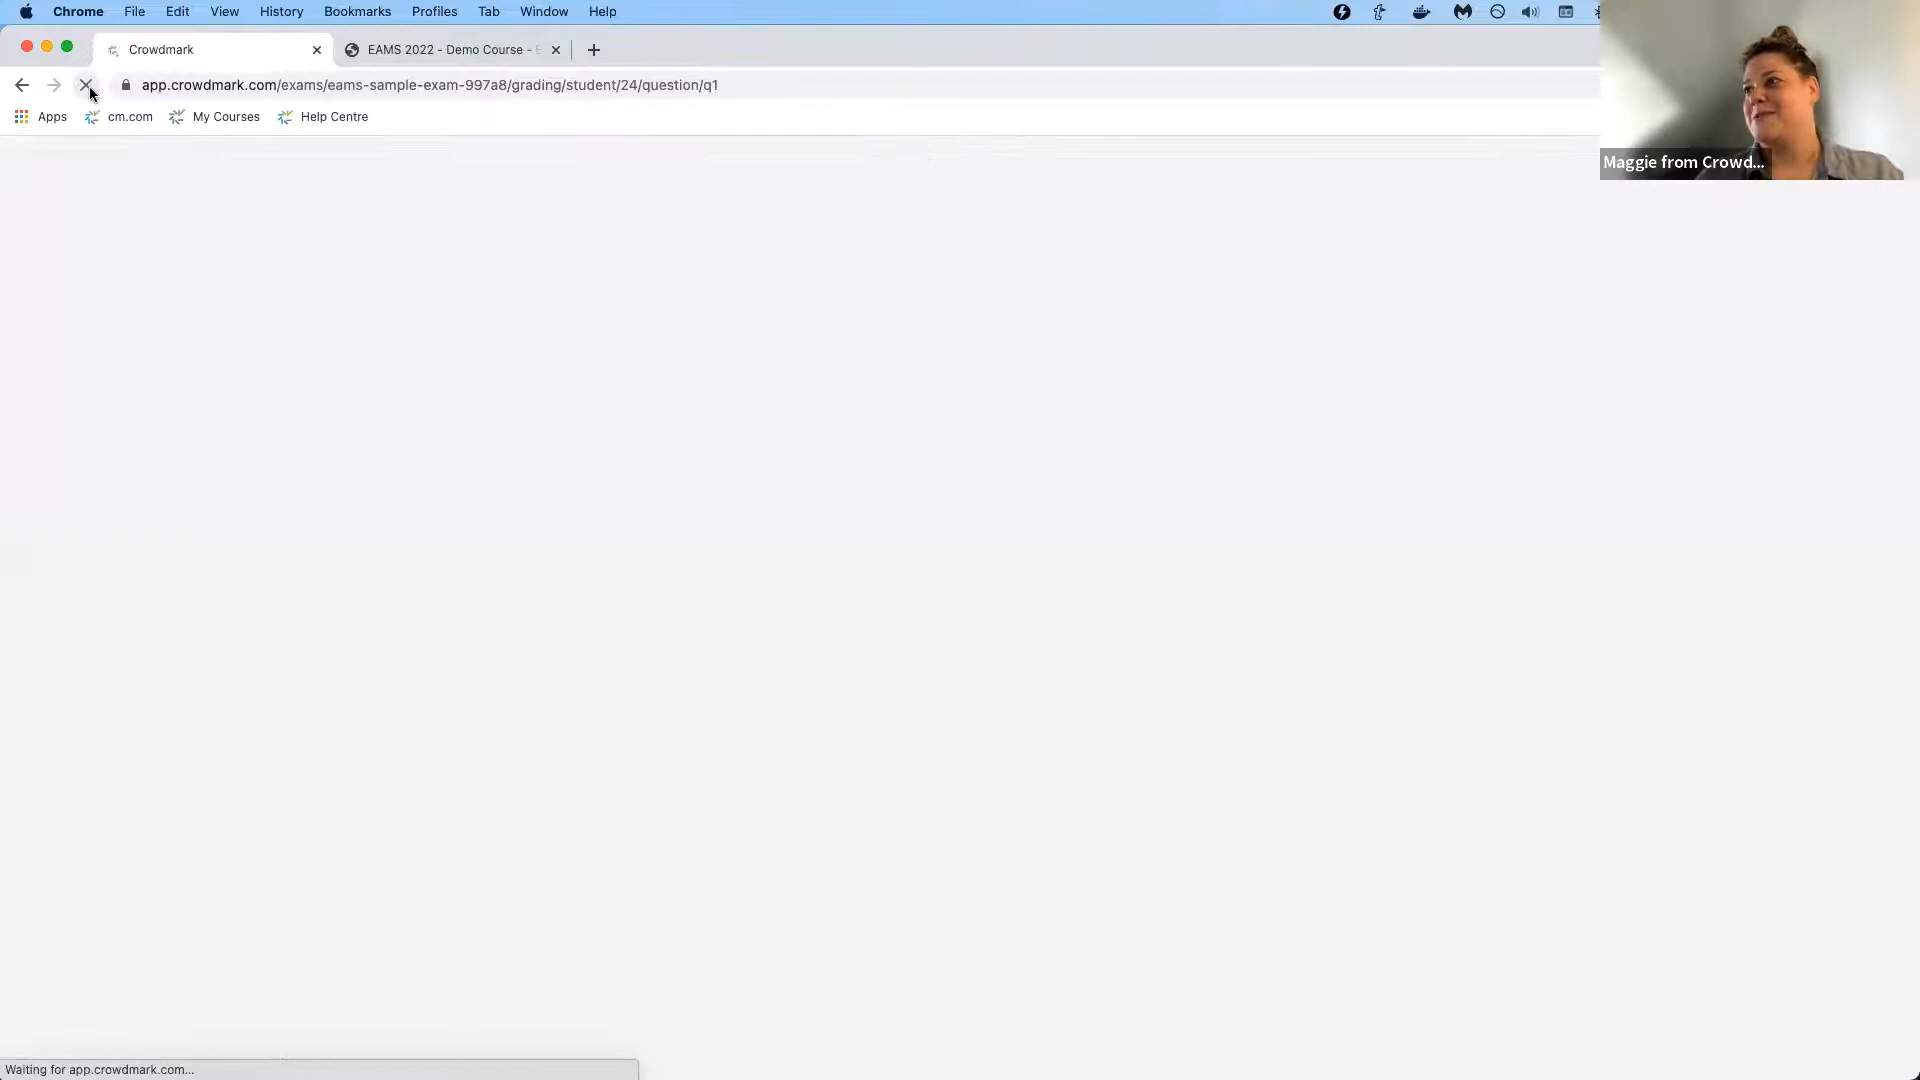 Chrome File Edit View History Bookmarks Profiles Tab Window Help
Crowdmark EAMS 2022 - Demo Course -
app.crowdmark.com/exams/eams-sample-exam-997a8/grading/student/24/question/q1
Apps cm.com My Courses Help Centre
Maggie from Crowd...
Waiting for app.crowdmark.com...